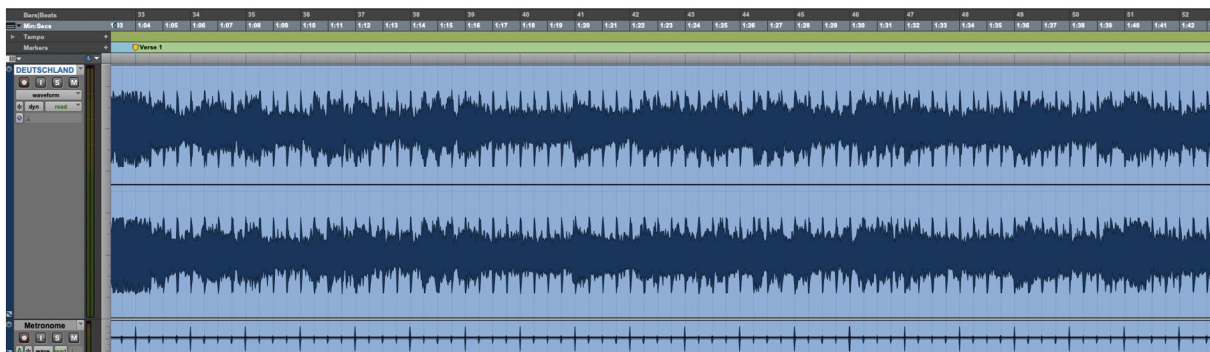 Bars|Beats 33 34 35 36 37 38 39 40 41 42 43 44 45 46 47 48 49 50 51 52
Min:Secs 1:03 1:04 1:05 1:06 1:07 1:08 1:09 1:10 1:11 1:12 1:13 1:14 1:15 1:16 1:17 1:18 1:19 1:20 1:21 1:22 1:23 1:24 1:25 1:26 1:27 1:28 1:29 1:30 1:31 1:32 1:33 1:34 1:35 1:36 1:37 1:38 1:39 1:40 1:41 1:42
Tempo +
Markers + Verse 1
DEUTSCHLAND
I S M
waveform
dyn read
Metronome
I S M
wave read